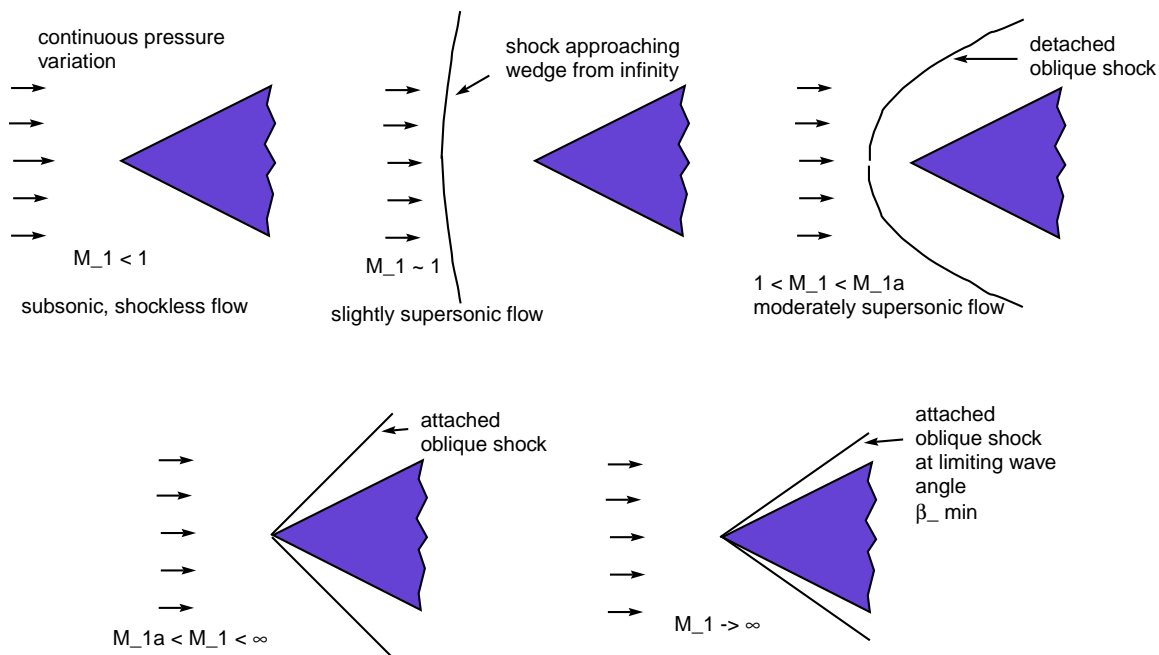 continuous pressure
variation
M_1 < 1
subsonic, shockless flow
shock approaching
wedge from infinity
M_1 ~ 1
slightly supersonic flow
detached
oblique shock
1 < M_1 < M_1a
moderately supersonic flow
attached
oblique shock
M_1a < M_1 < ∞
attached
oblique shock
at limiting wave
angle
β_ min
M_1 -> ∞